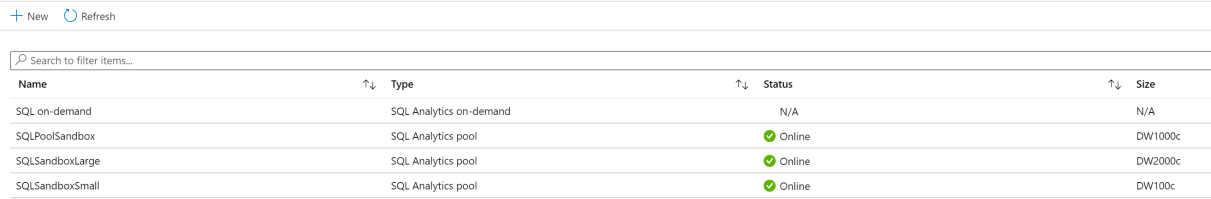 New Refresh
Search to filter items...
Name Type Status Size
SQL on-demand SQL Analytics on-demand N/A N/A
SQLPoolSandbox SQL Analytics pool Online DW1000c
SQLSandboxLarge SQL Analytics pool Online DW2000c
SQLSandboxSmall SQL Analytics pool Online DW100c